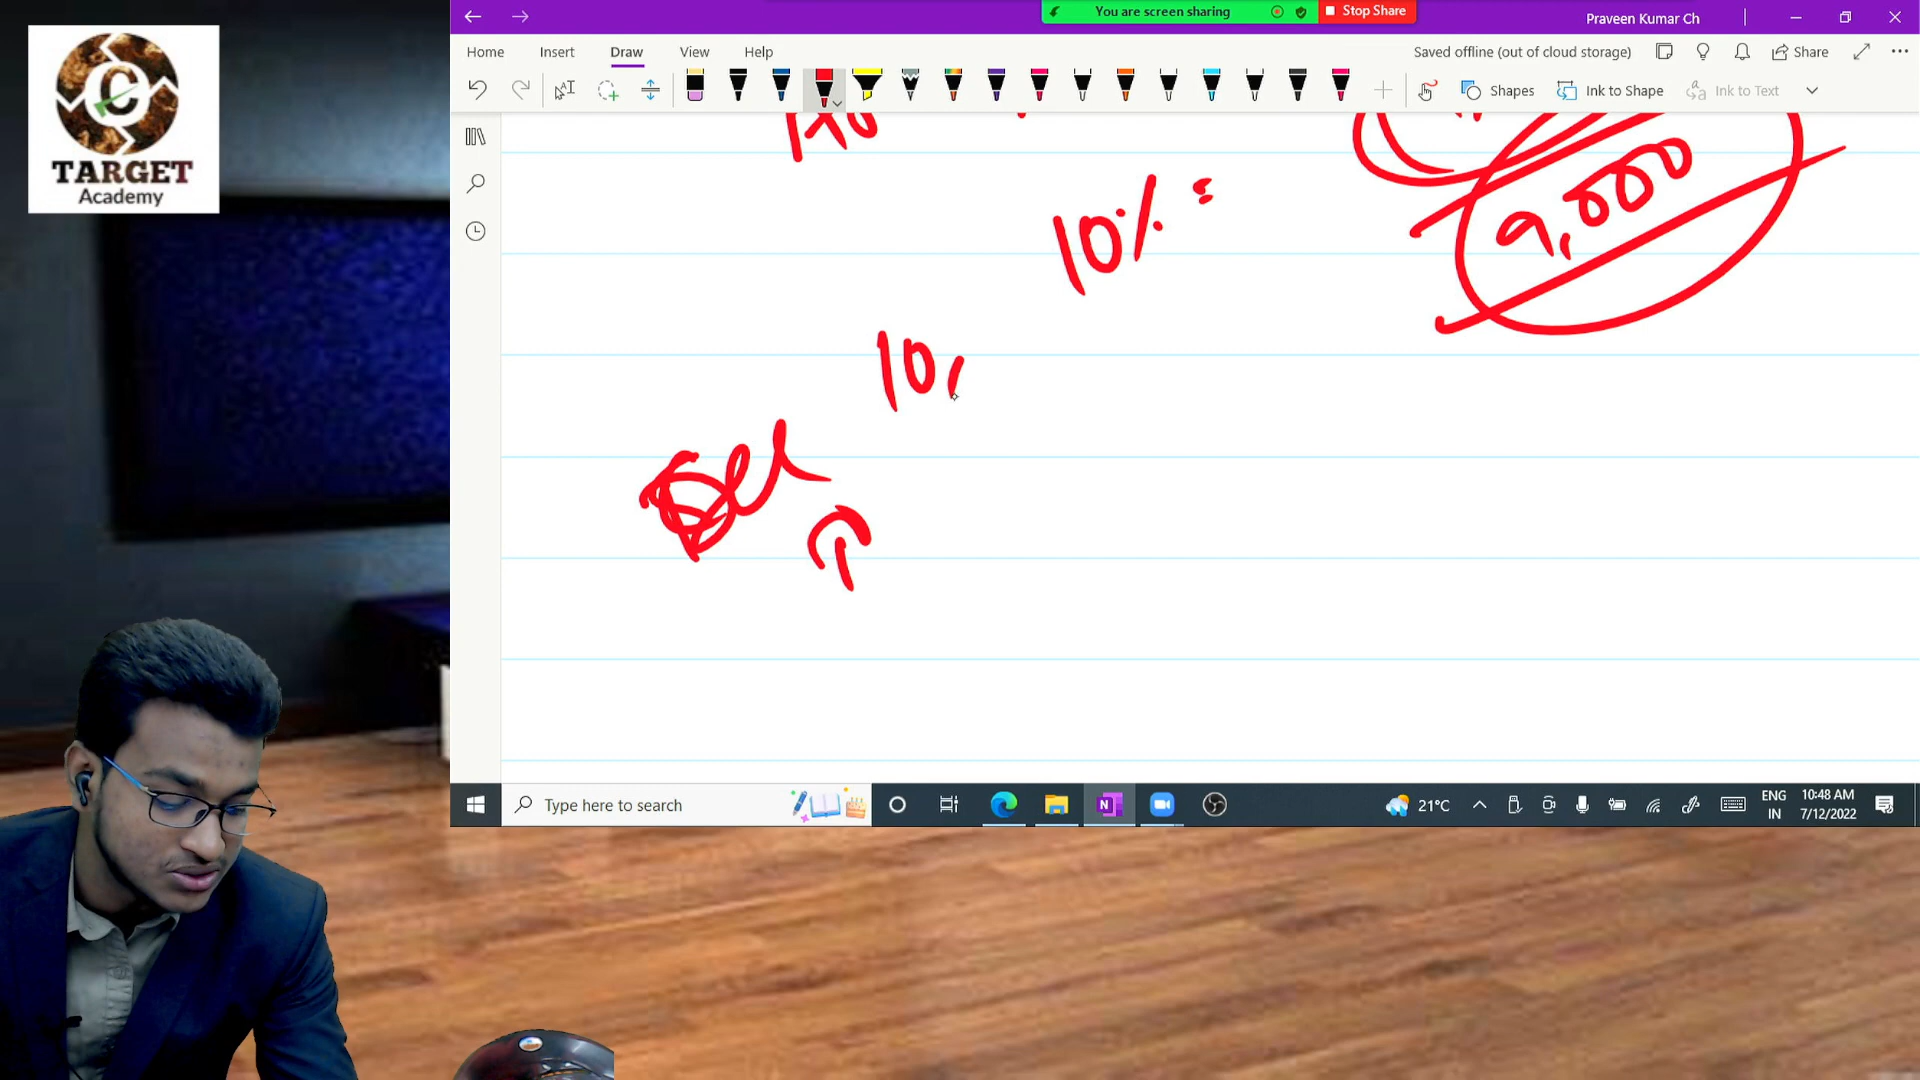 C
TARGET
Academy
You are screen sharing
Stop Share
Praveen Kumar Ch
Home Insert Draw View Help
Saved offline (out of cloud storage)
Share
Shapes
Ink to Shape
Ink to Text
10% =
9,000
10,
Type here to search
N
21°C
ENG
IN
10:48 AM
7/12/2022